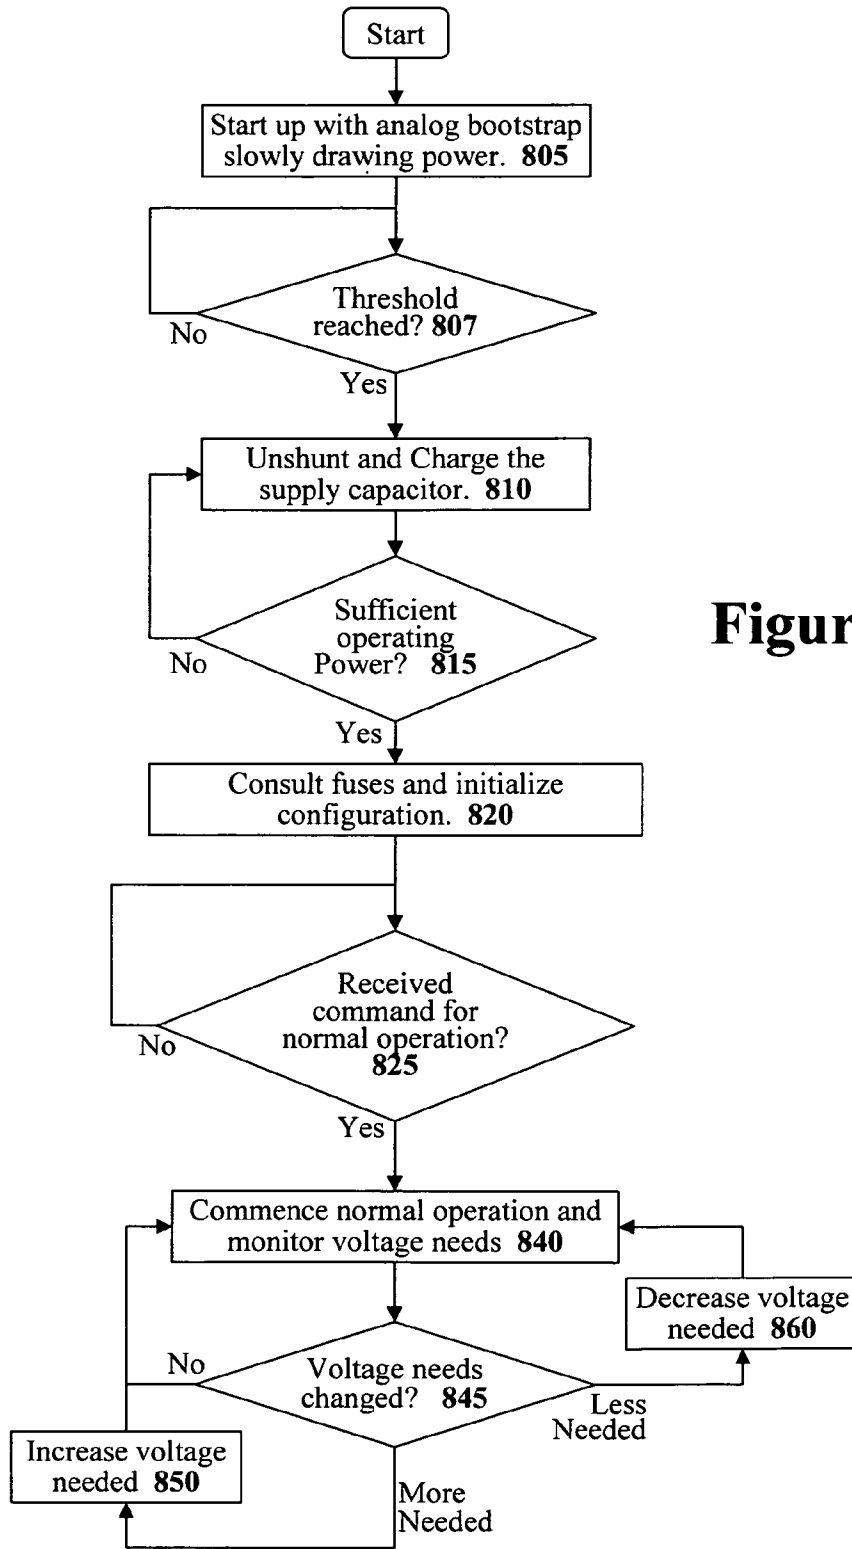 Start
Start up with analog bootstrap
slowly drawing power. 805
Threshold
reached? 807
No
Yes
Unshunt and Charge the
supply capacitor. 810
Sufficient
operating
Power? 815
No
Figur
Yes
Consult fuses and initialize
configuration. 820
Received
command for
normal operation?
825
No
Yes
Commence normal operation and
monitor voltage needs 840
Decrease voltage
needed 860
No
Voltage needs
changed? 845
Less
Needed
Increase voltage
needed 850
More
Needed